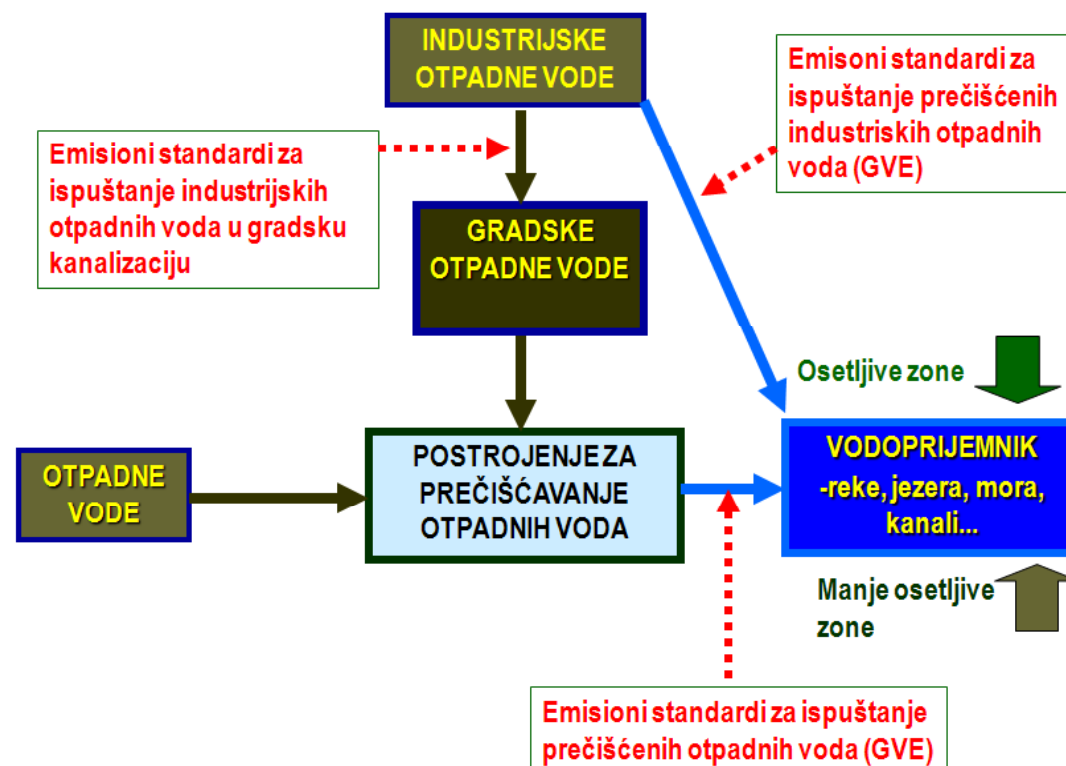 INDUSTRIJSKE
OTPADNE VODE
Emisoni standardi za
ispuštanje prečišćenih
industriskih otpadnih
voda (GVE)
Emisioni standardi za
ispuštanje industrijskih
otpadnih voda u gradsku
kanalizaciju
GRADSKE
OTPADNE VODE
Osetljive zone
OTPADNE
VODE
POSTROJENJE ZA
PREČIŠĆAVANJE
OTPADNIH VODA
VODOPRIJEMNIK
-reke, jezera, mora,
kanali...
Manje osetljive
zone
Emisioni standardi za ispuštanje
prečišćenih otpadnih voda (GVE)